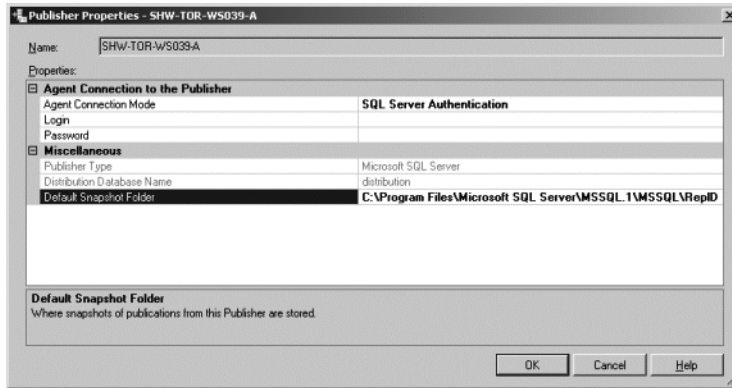 Publisher Properties - SHW-TOR-WS039-A
Name: SHW-TOR-WS039-A
Properties:
Agent Connection to the Publisher
Agent Connection Mode SQL Server Authentication
Login
Password
Miscellaneous
Publisher Type Microsoft SQL Server
Distribution Database Name distribution
Default Snapshot Folder C:\Program Files\Microsoft SQL Server\MSSQL.1\MSSQL\ReplD
Default Snapshot Folder
Where snapshots of publications from this Publisher are stored.
OK Cancel Help